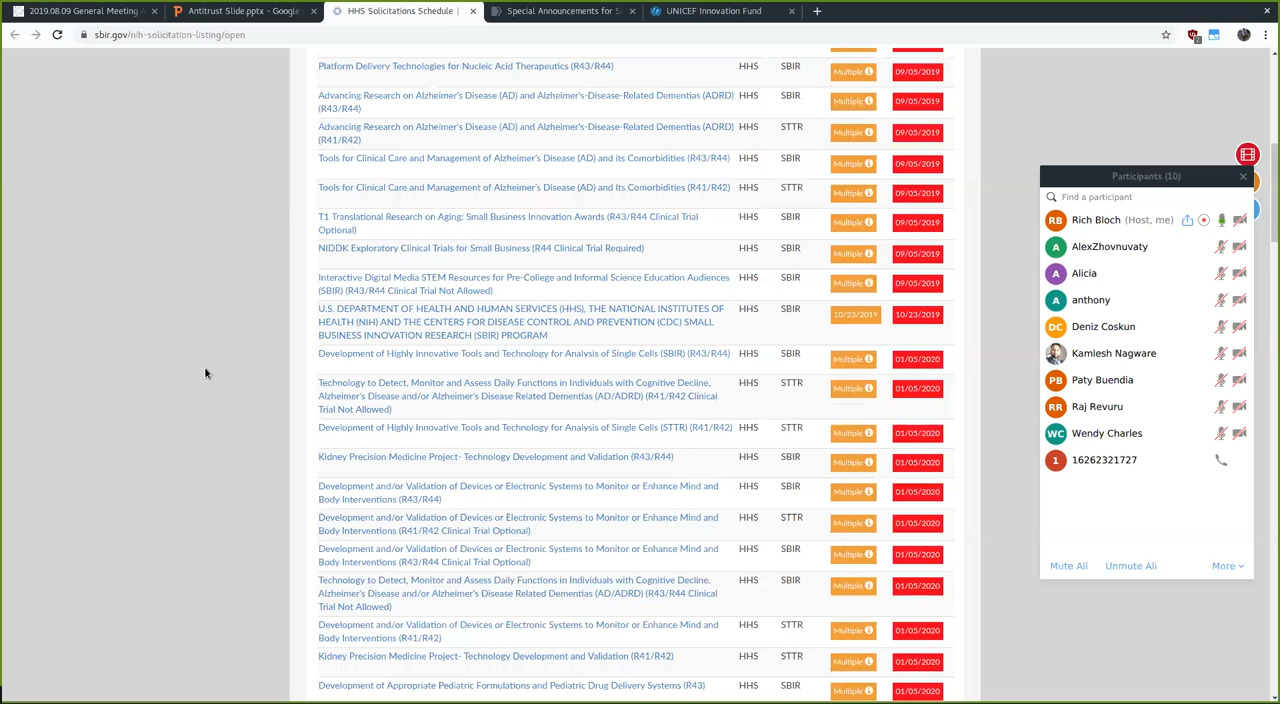 2019.08.09 General Meeting
Antitrust Slide.pptx - Google
HHS Solicitations Schedule |
Special Announcements for S
UNICEF Innovation Fund
sbir.gov/nih-solicitation-listing/open
2
Platform Delivery Technologies for Nucleic Acid Therapeutics (R43/R44) HHS SBIR Multiple 09/05/2019
Advancing Research on Alzheimer's Disease (AD) and Alzheimer's-Disease-Related Dementias (ADRD) HHS SBIR Multiple 09/05/2019
(R43/R44)
Advancing Research on Alzheimer's Disease (AD) and Alzheimer's-Disease-Related Dementias (ADRD) HHS STTR Multiple 09/05/2019
(R41/R42)
Tools for Clinical Care and Management of Alzheimer's Disease (AD) and its Comorbidities (R43/R44) HHS SBIR Multiple 09/05/2019
Tools for Clinical Care and Management of Alzheimer's Disease (AD) and Its Comorbidities (R41/R42) HHS STTR Multiple 09/05/2019
T1 Translational Research on Aging: Small Business Innovation Awards (R43/R44 Clinical Trial HHS SBIR Multiple 09/05/2019
Optional)
NIDDK Exploratory Clinical Trials for Small Business (R44 Clinical Trial Required) HHS SBIR Multiple 09/05/2019
Interactive Digital Media STEM Resources for Pre-College and Informal Science Education Audiences HHS SBIR Multiple 09/05/2019
(SBIR) (R43/R44 Clinical Trial Not Allowed)
U.S. DEPARTMENT OF HEALTH AND HUMAN SERVICES (HHS), THE NATIONAL INSTITUTES OF HHS SBIR 10/23/2019 10/23/2019
HEALTH (NIH) AND THE CENTERS FOR DISEASE CONTROL AND PREVENTION (CDC) SMALL
BUSINESS INNOVATION RESEARCH (SBIR) PROGRAM
Development of Highly Innovative Tools and Technology for Analysis of Single Cells (SBIR) (R43/R44) HHS SBIR Multiple 01/05/2020
Technology to Detect, Monitor and Assess Daily Functions in Individuals with Cognitive Decline, HHS STTR Multiple 01/05/2020
Alzheimer's Disease and/or Alzheimer's Disease Related Dementias (AD/ADRD) (R41/R42 Clinical
Trial Not Allowed)
Development of Highly Innovative Tools and Technology for Analysis of Single Cells (STTR) (R41/R42) HHS STTR Multiple 01/05/2020
Kidney Precision Medicine Project- Technology Development and Validation (R43/R44) HHS SBIR Multiple 01/05/2020
Development and/or Validation of Devices or Electronic Systems to Monitor or Enhance Mind and HHS SBIR Multiple 01/05/2020
Body Interventions (R43/R44)
Development and/or Validation of Devices or Electronic Systems to Monitor or Enhance Mind and HHS STTR Multiple 01/05/2020
Body Interventions (R41/R42 Clinical Trial Optional)
Development and/or Validation of Devices or Electronic Systems to Monitor or Enhance Mind and HHS SBIR Multiple 01/05/2020
Body Interventions (R43/R44 Clinical Trial Optional)
Technology to Detect, Monitor and Assess Daily Functions in Individuals with Cognitive Decline, HHS SBIR Multiple 01/05/2020
Alzheimer's Disease and/or Alzheimer's Disease Related Dementias (AD/ADRD) (R43/R44 Clinical
Trial Not Allowed)
Development and/or Validation of Devices or Electronic Systems to Monitor or Enhance Mind and HHS STTR Multiple 01/05/2020
Body Interventions (R41/R42)
Kidney Precision Medicine Project- Technology Development and Validation (R41/R42) HHS STTR Multiple 01/05/2020
Development of Appropriate Pediatric Formulations and Pediatric Drug Delivery Systems (R43) HHS SBIR Multiple 01/05/2020
Participants (10)
Find a participant
RB Rich Bloch (Host, me)
A AlexZhovnuvaty
A Alicia
A anthony
DC Deniz Coskun
Kamlesh Nagware
PB Paty Buendia
RR Raj Revuru
WC Wendy Charles
1 16262321727
Mute All Unmute All More